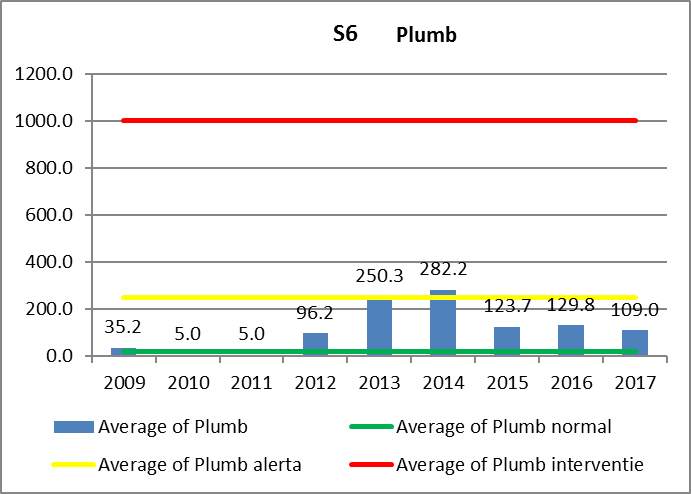 S6 Plumb
1200.0
1000.0
800.0
600.0
400.0
200.0
0.0
35.2 5.0 5.0 96.2 250.3 282.2 123.7 129.8 109.0
2009 2010 2011 2012 2013 2014 2015 2016 2017
Average of Plumb Average of Plumb normal
Average of Plumb alerta Average of Plumb interventie